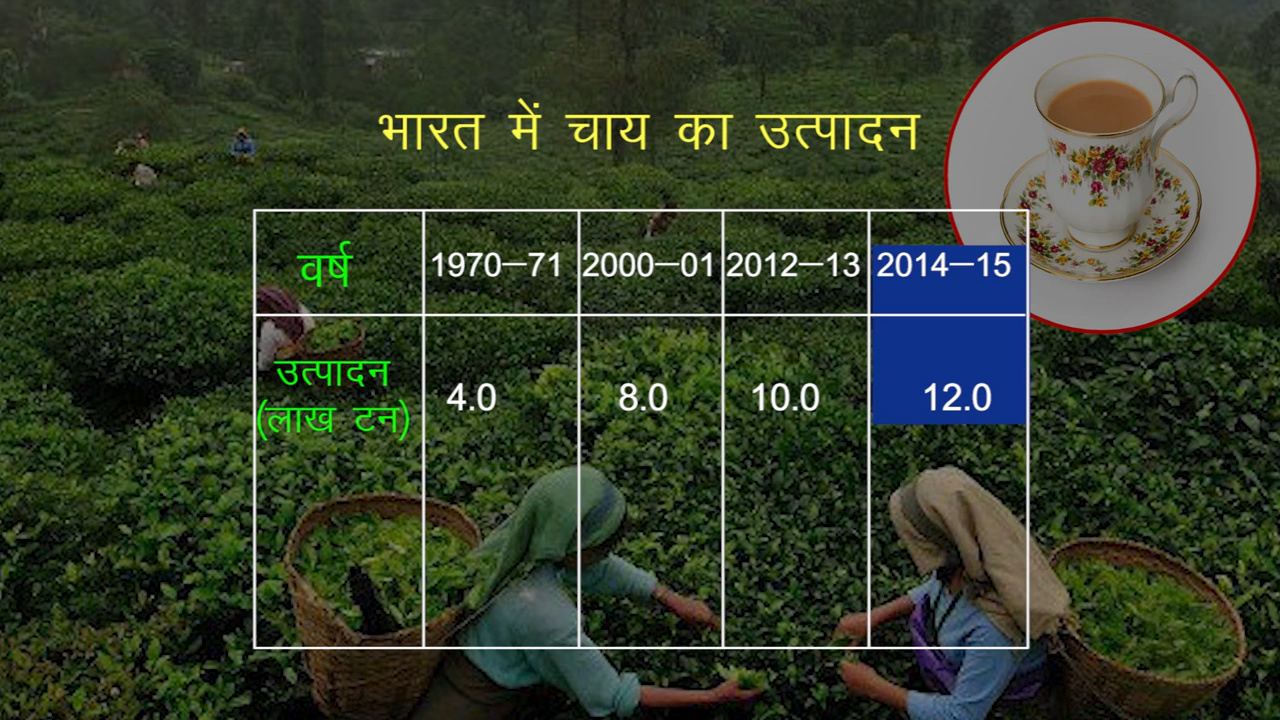 भारत में चाय का उत्पादन
वर्ष 1970–71 2000–01 2012–13 2014–15
उत्पादन
(लाख टन) 4.0 8.0 10.0 12.0